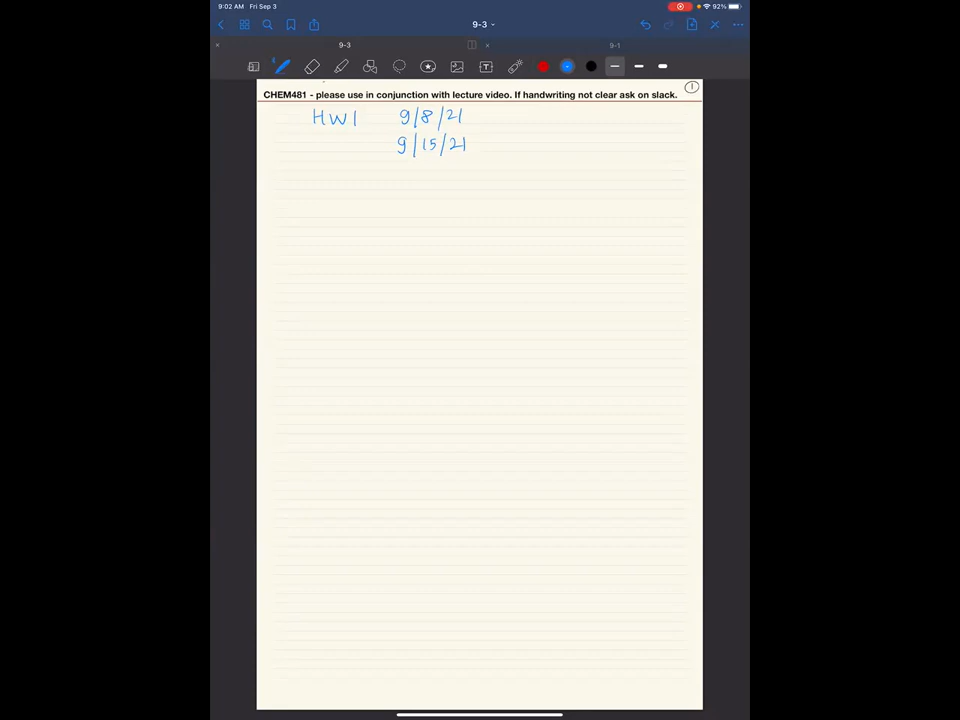 9:02 AM Fri Sep 3
92%
9-3
9-3
9-1
CHEM481 - please use in conjunction with lecture video. If handwriting not clear ask on slack.
1
HW1 9/8/21
9/15/21